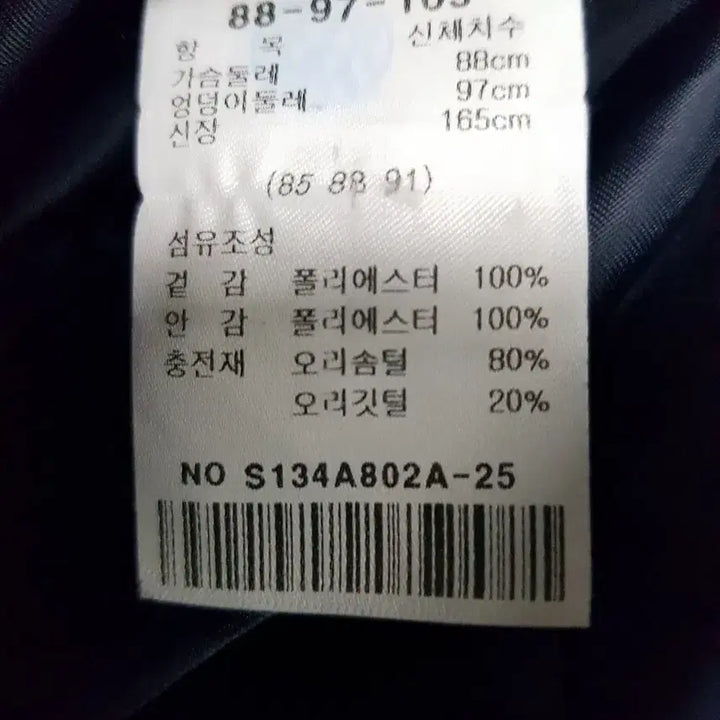 88-97-165
항 목 신체치수
가슴둘레 88cm
엉덩이둘레 97cm
신장 165cm
(85 88 91)
섬유조성
겉 감 폴리에스터 100%
안 감 폴리에스터 100%
충전재 오리솜털 80%
오리깃털 20%
NO S134A802A-25